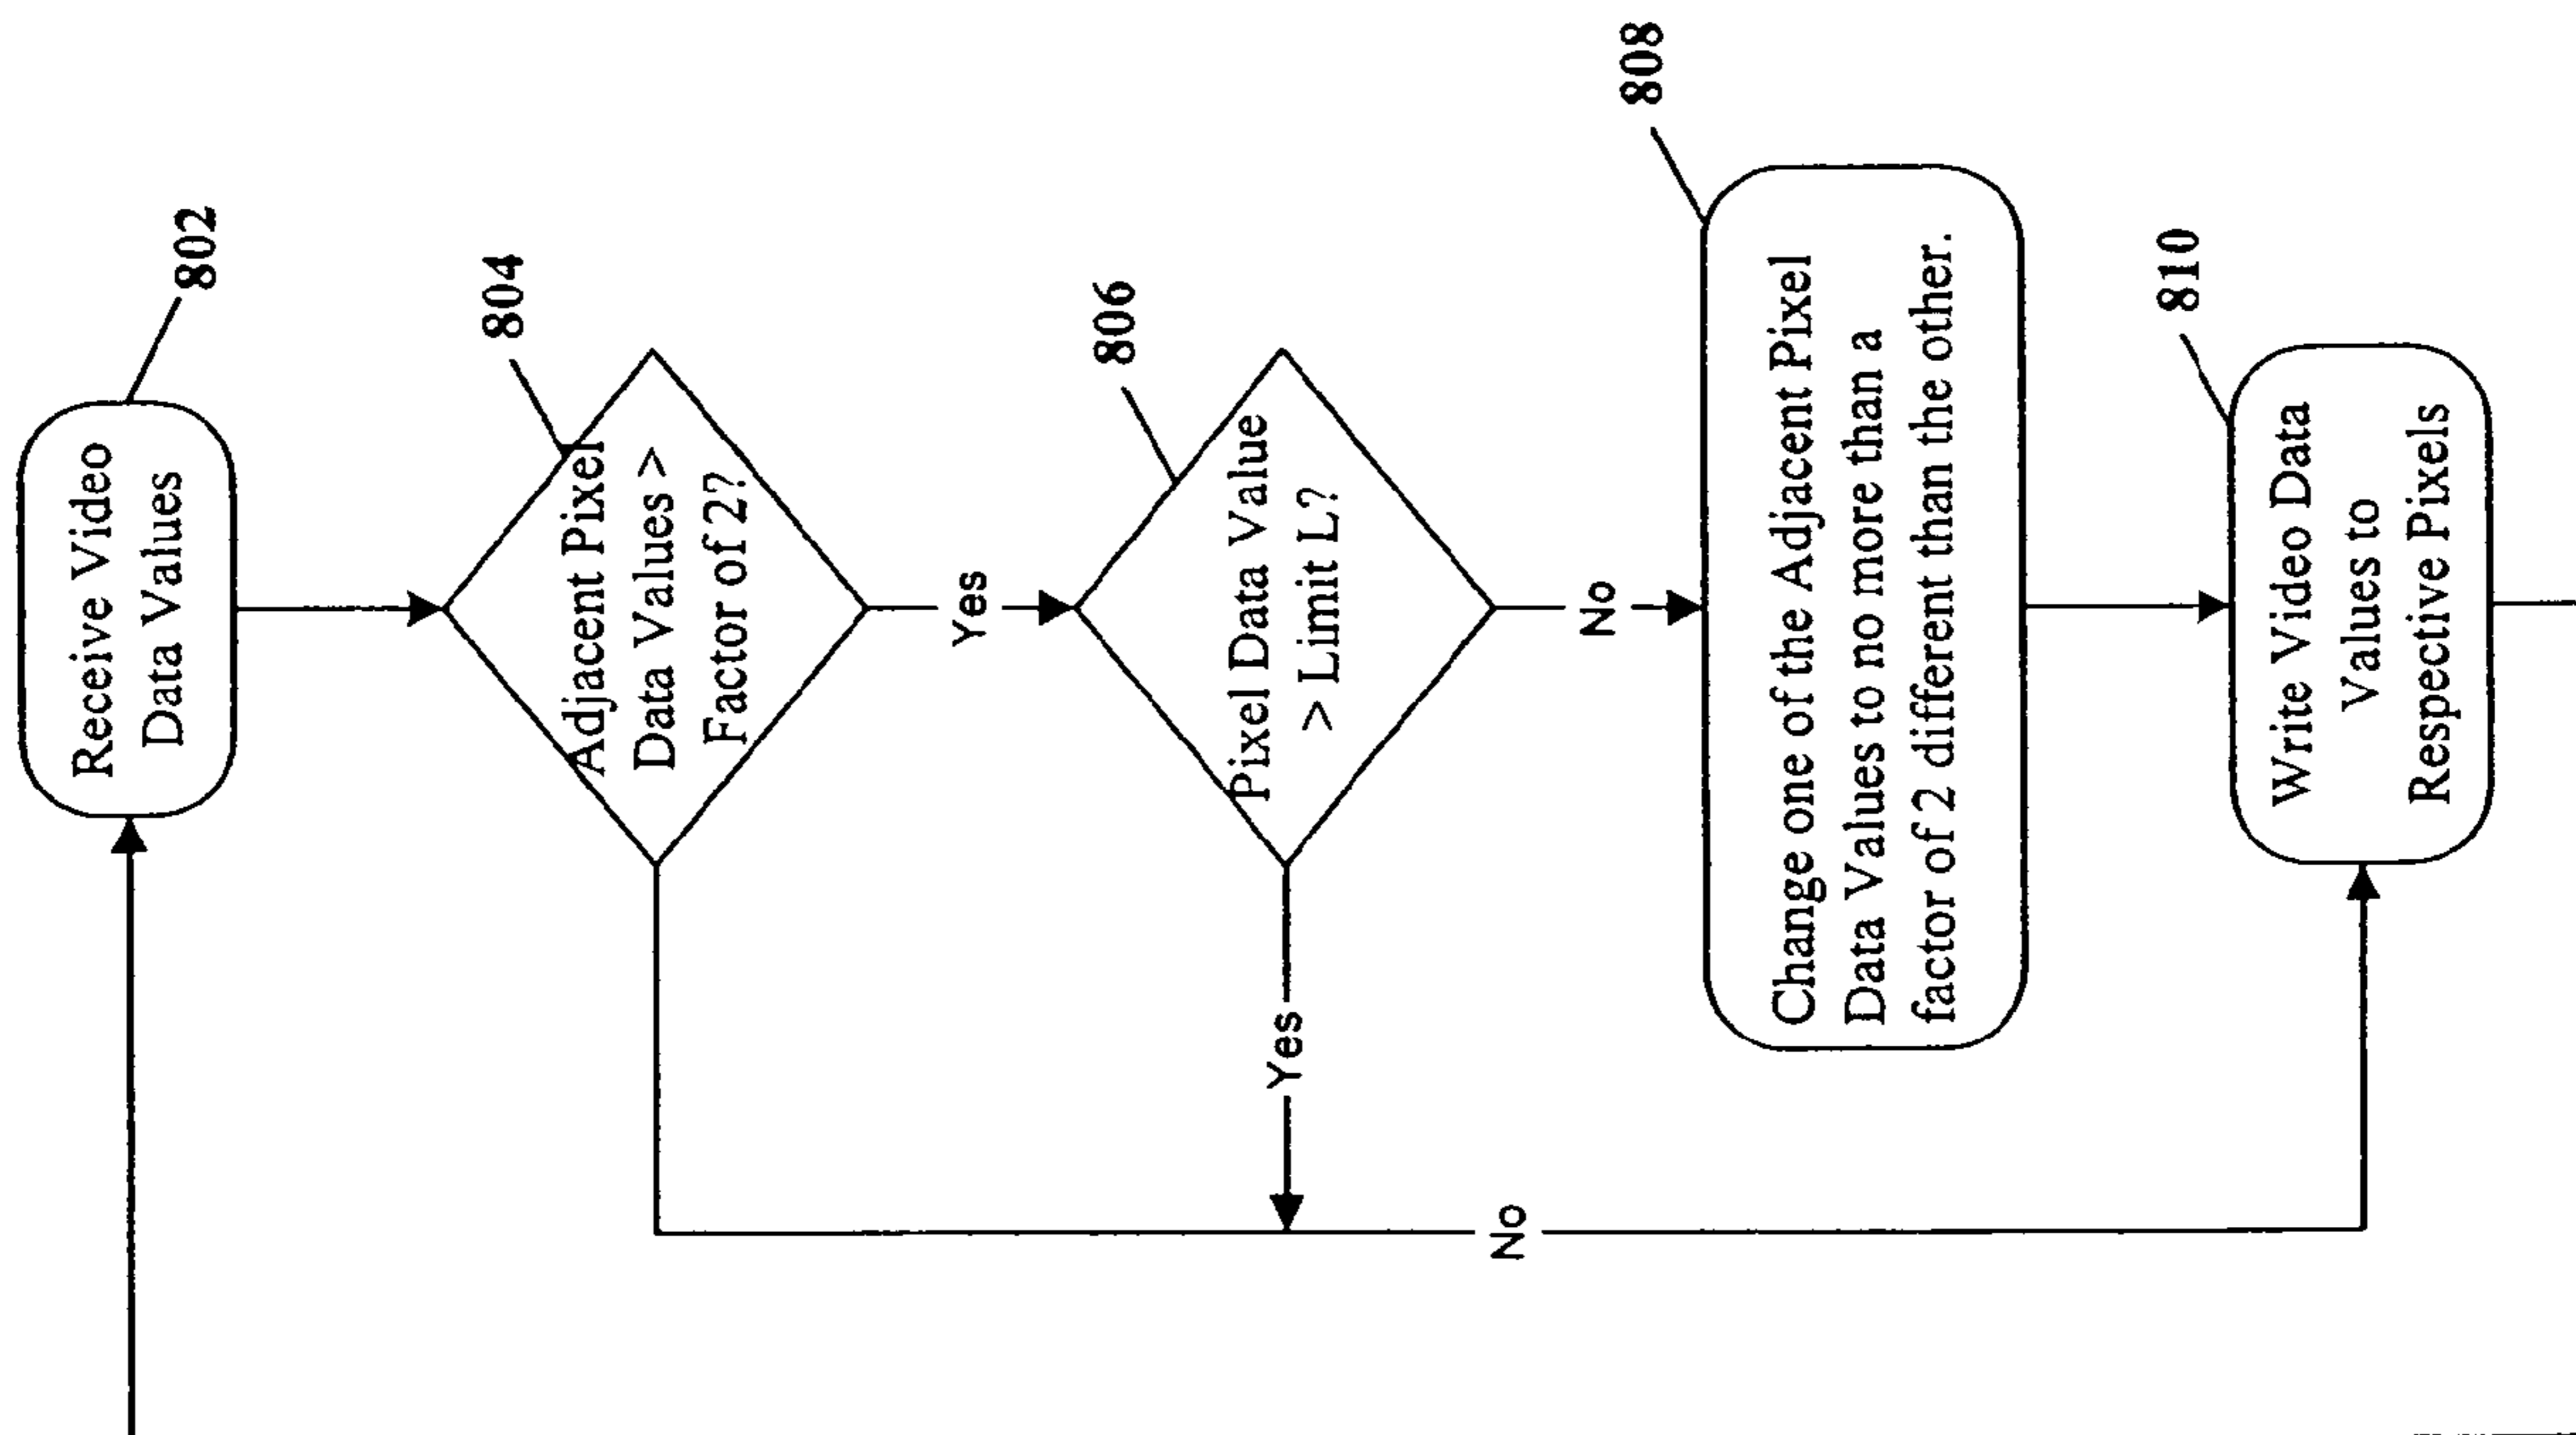 802
Receive Video
Data Values
804
Adjacent Pixel
Data Values >
Factor of 2?
Yes
806
Pixel Data Value
> Limit L?
Yes
No
No
808
Change one of the Adjacent Pixel
Data Values to no more than a
factor of 2 different than the other.
810
Write Video Data
Values to
Respective Pixels